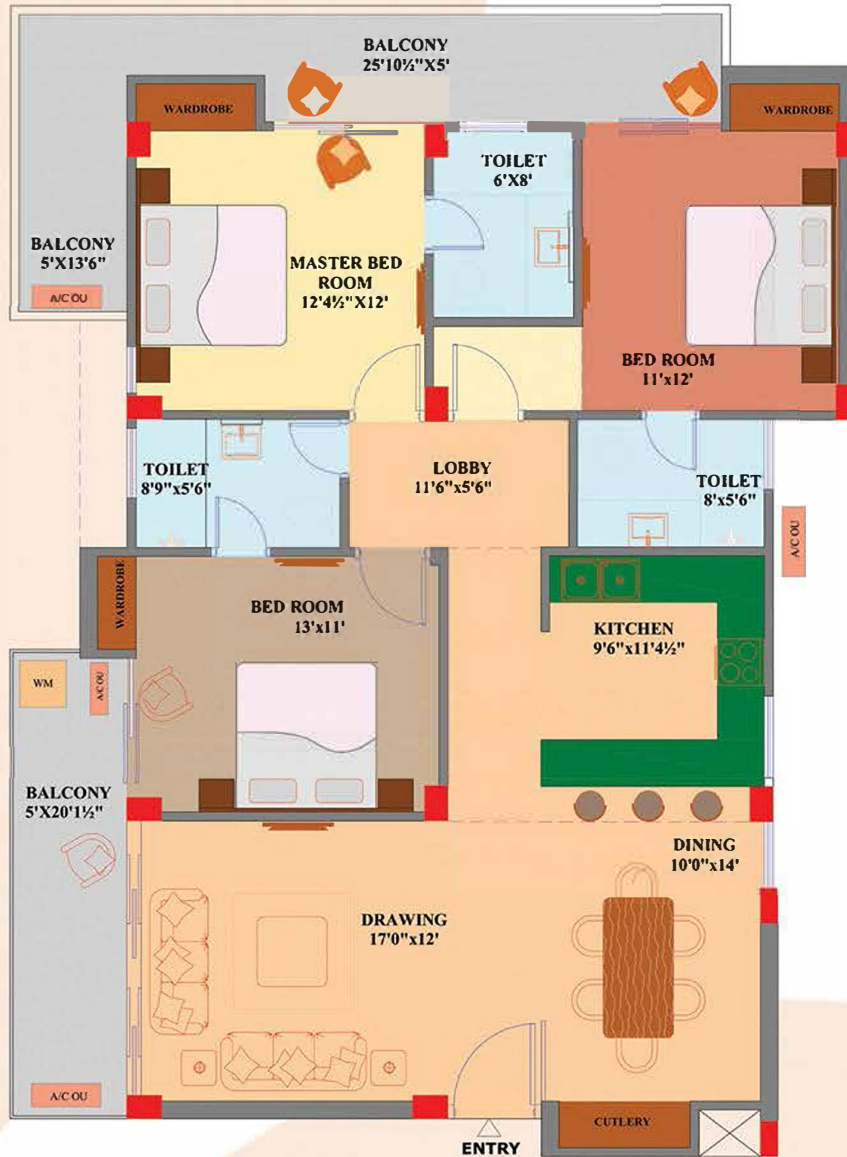 BALCONY
25'10½"X5'
WARDROBE
WARDROBE
TOILET
6'X8'
BALCONY
5'X13'6"
A/C OU
MASTER BED
ROOM
12'4½"X12'
BED ROOM
11'x12'
TOILET
8'9"x5'6"
LOBBY
11'6"x5'6"
TOILET
8'x5'6"
A/C OU
WARDROBE
BED ROOM
13'x11'
KITCHEN
9'6"x11'4½"
WM
A/C OU
BALCONY
5'X20'1½"
DINING
10'0"x14'
DRAWING
17'0"x12'
A/C OU
CUTLERY
ENTRY